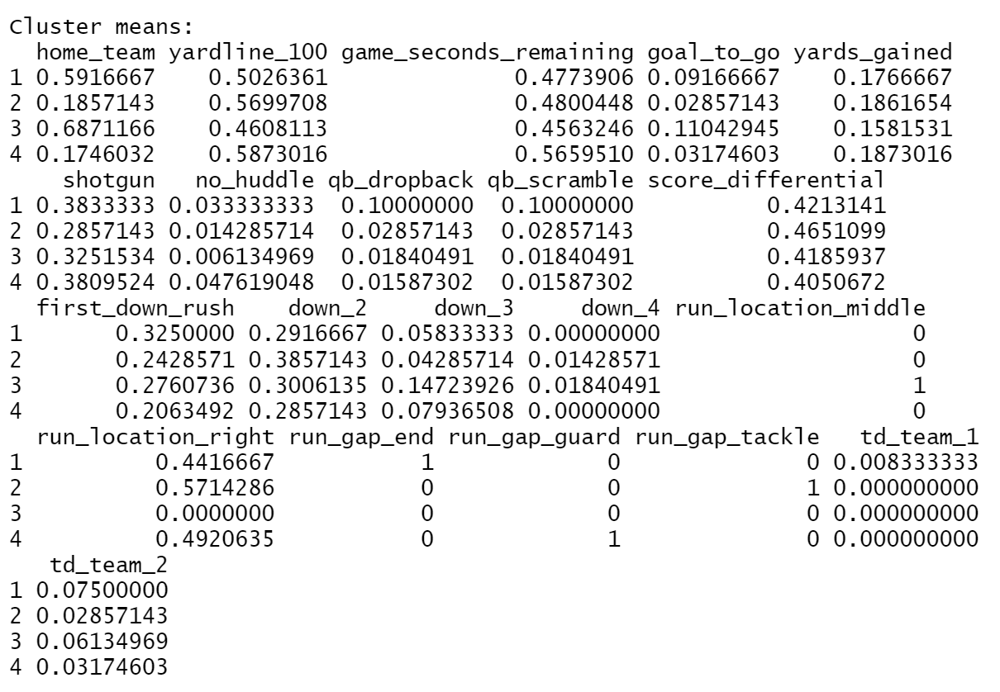 Cluster means:
  home_team yardline_100 game_seconds_remaining goal_to_go yards_gained
1 0.5916667    0.5026361              0.4773906 0.09166667    0.1766667
2 0.1857143    0.5699708              0.4800448 0.02857143    0.1861654
3 0.6871166    0.4608113              0.4563246 0.11042945    0.1581531
4 0.1746032    0.5873016              0.5659510 0.03174603    0.1873016
    shotgun   no_huddle qb_dropback qb_scramble score_differential
1 0.3833333 0.033333333  0.10000000  0.10000000          0.4213141
2 0.2857143 0.014285714  0.02857143  0.02857143          0.4651099
3 0.3251534 0.006134969  0.01840491  0.01840491          0.4185937
4 0.3809524 0.047619048  0.01587302  0.01587302          0.4050672
  first_down_rush    down_2     down_3     down_4 run_location_middle
1       0.3250000 0.2916667 0.05833333 0.00000000                   0
2       0.2428571 0.3857143 0.04285714 0.01428571                   0
3       0.2760736 0.3006135 0.14723926 0.01840491                   1
4       0.2063492 0.2857143 0.07936508 0.00000000                   0
  run_location_right run_gap_end run_gap_guard run_gap_tackle   td_team_1
1          0.4416667           1             0              0 0.008333333
2          0.5714286           0             0              1 0.000000000
3          0.0000000           0             0              0 0.000000000
4          0.4920635           0             1              0 0.000000000
   td_team_2
1 0.07500000
2 0.02857143
3 0.06134969
4 0.03174603